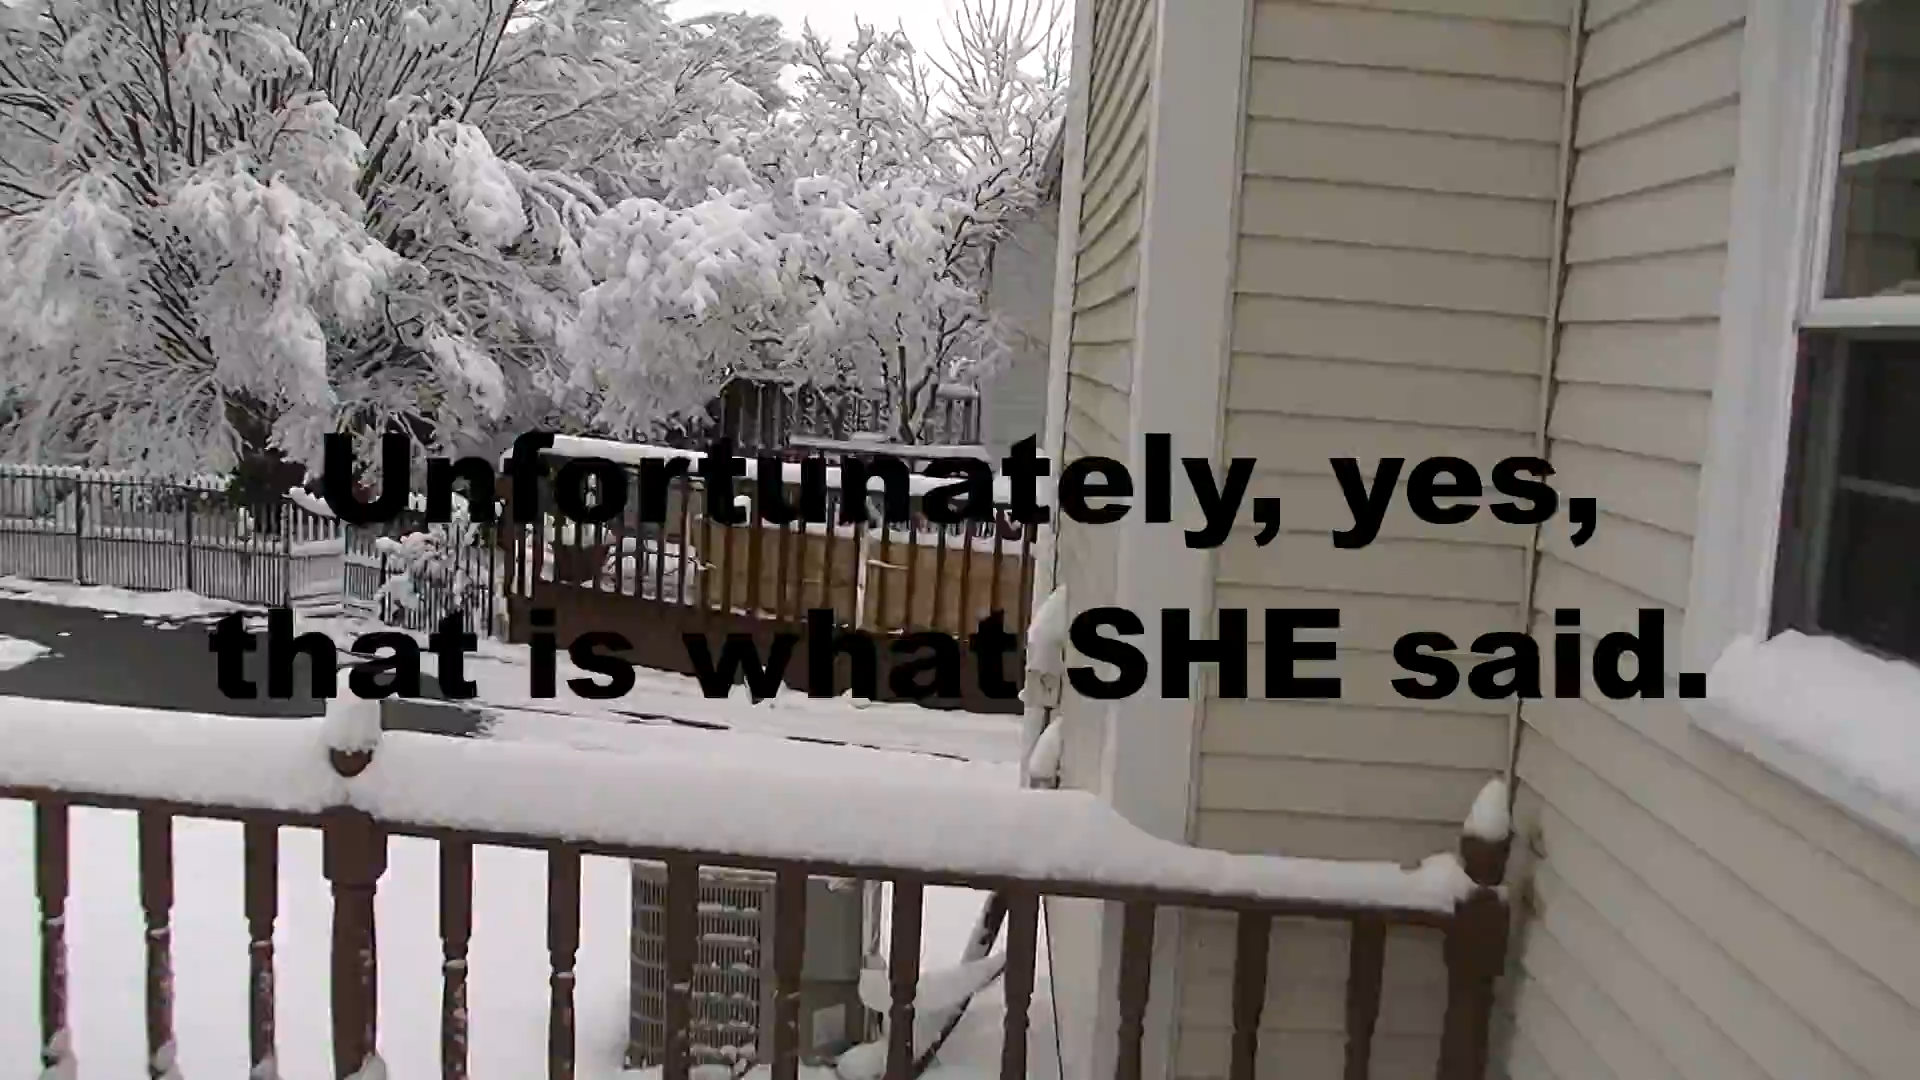 Unfortunately, yes,
that is what SHE said.